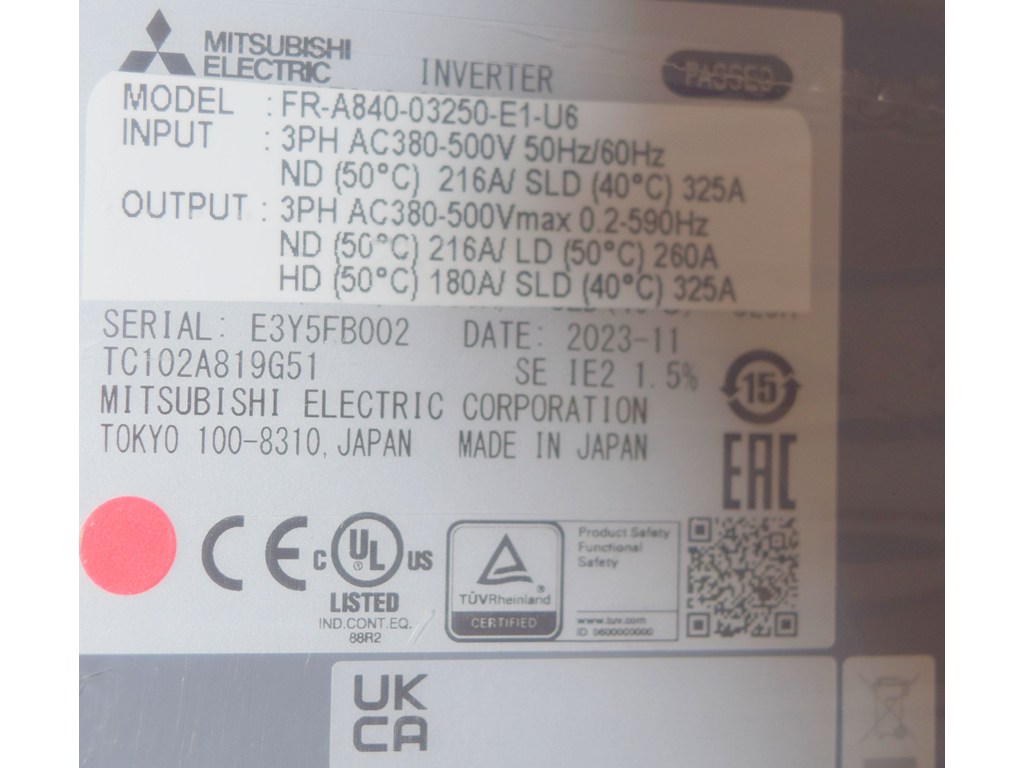 MITSUBISHI
ELECTRIC
INVERTER
PASSED
MODEL : FR-A840-03250-E1-U6
INPUT : 3PH AC380-500V 50Hz/60Hz
ND (50°C) 216A/ SLD (40°C) 325A
OUTPUT : 3PH AC380-500Vmax 0.2-590Hz
ND (50°C) 216A/ LD (50°C) 260A
HD (50°C) 180A/ SLD (40°C) 325A
SERIAL: E3Y5FB002 DATE: 2023-11
TC102A819G51 SE IE2 1.5%
MITSUBISHI ELECTRIC CORPORATION
TOKYO 100-8310, JAPAN MADE IN JAPAN
15
EAC
CE
C UL ® US
LISTED
IND.CONT.EQ.
88R2
TÜVRheinland ®
CERTIFIED
Product Safety
Functional
Safety
www.tuv.com
ID 0600000000
UK
CA